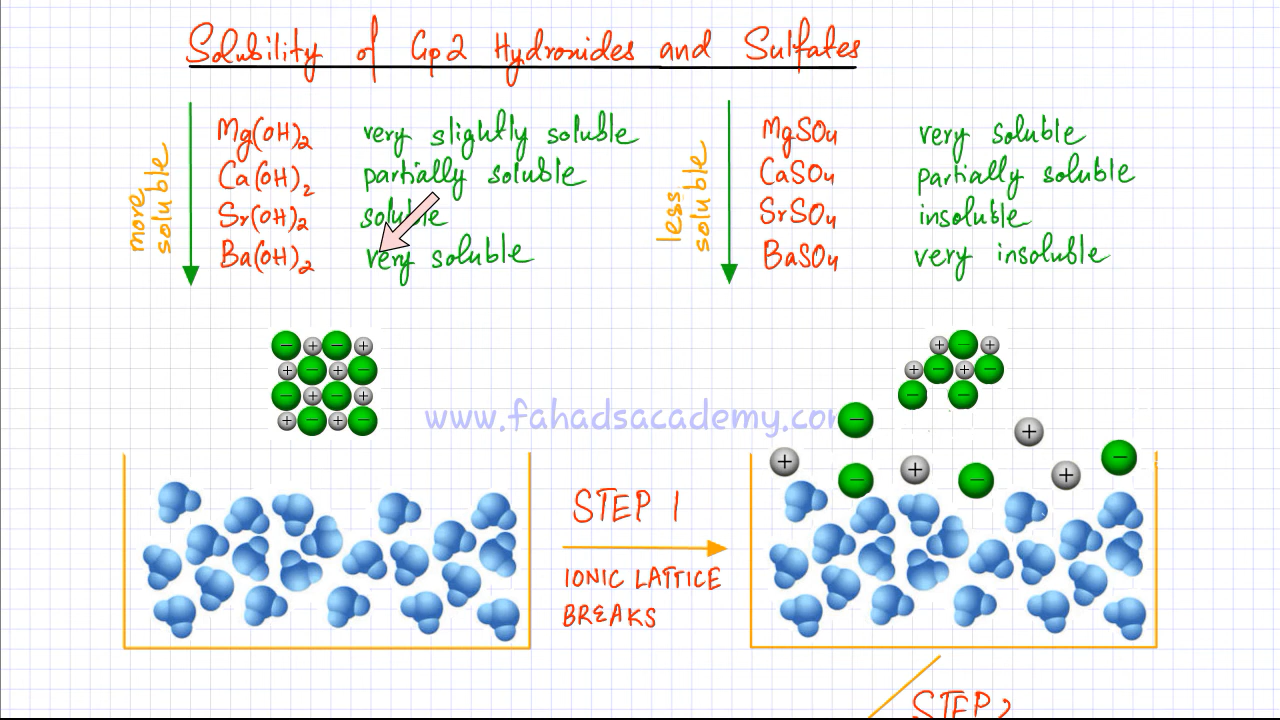 Solubility of Gp2 Hydroxides and Sulfates
more soluble
Mg(OH)₂ very slightly soluble
Ca(OH)₂ partially soluble
Sr(OH)₂ soluble
Ba(OH)₂ very soluble
less soluble
MgSO₄ very soluble
CaSO₄ partially soluble
SrSO₄ insoluble
BaSO₄ very insoluble
www.fahadsacademy.com
STEP 1
IONIC LATTICE
BREAKS
STEP 2